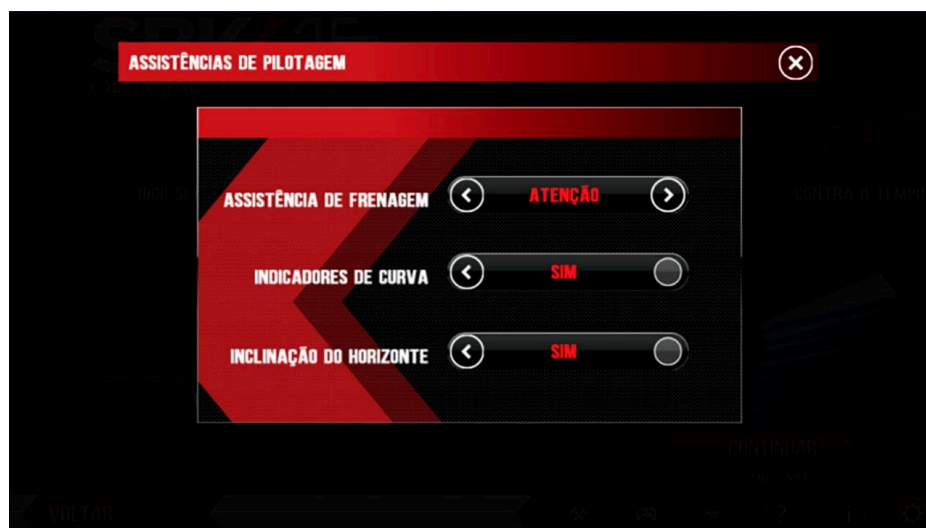 ASSISTÊNCIAS DE PILOTAGEM
ASSISTÊNCIA DE FRENAGEM ATENÇÃO
INDICADORES DE CURVA SIM
INCLINAÇÃO DO HORIZONTE SIM
CONTRA O TEMPO
CONTINUAR
VOLTAR